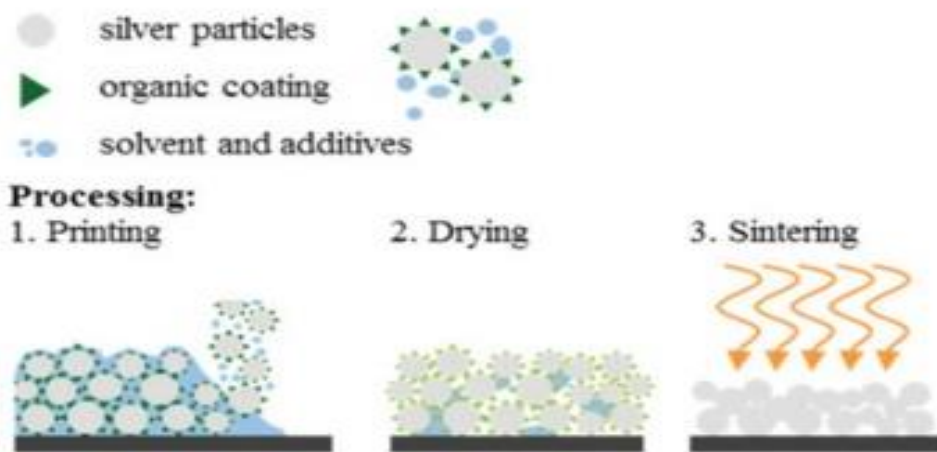 silver particles
organic coating
solvent and additives
Processing:
1. Printing
2. Drying
3. Sintering